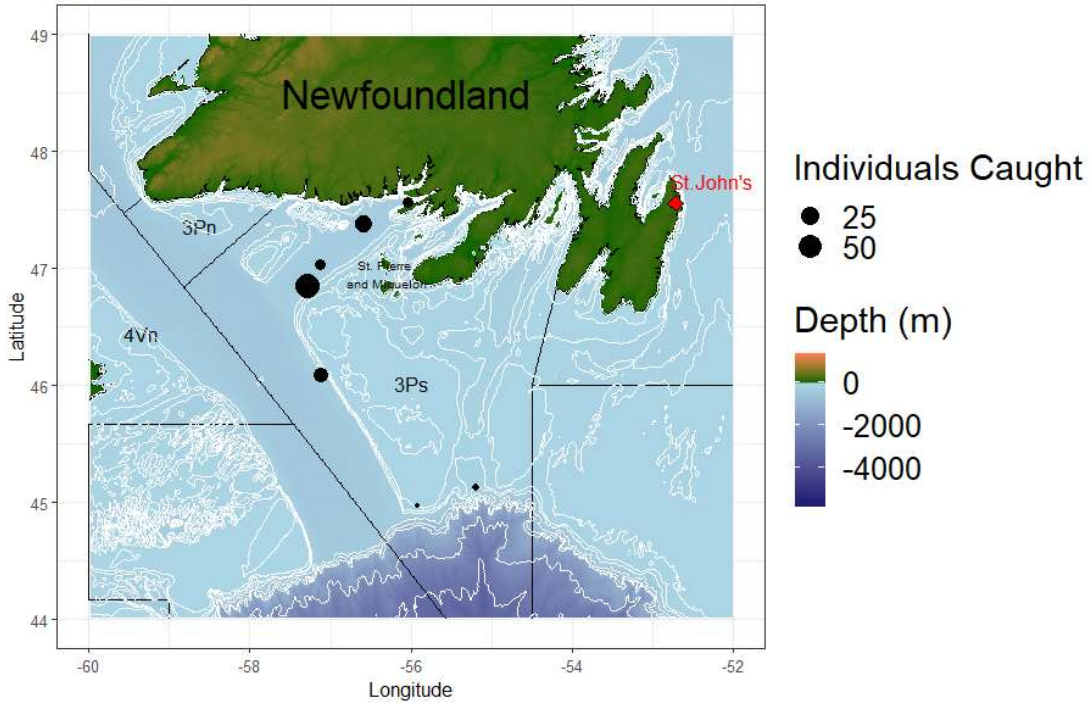 49
48
47
46
45
44
Latitude
-60
-58
-56
-54
-52
Longitude
Newfoundland
St.John's
3Pn
St. Pierre
and Miquelon
4Vn
3Ps
Individuals Caught
25
50
Depth (m)
0
-2000
-4000